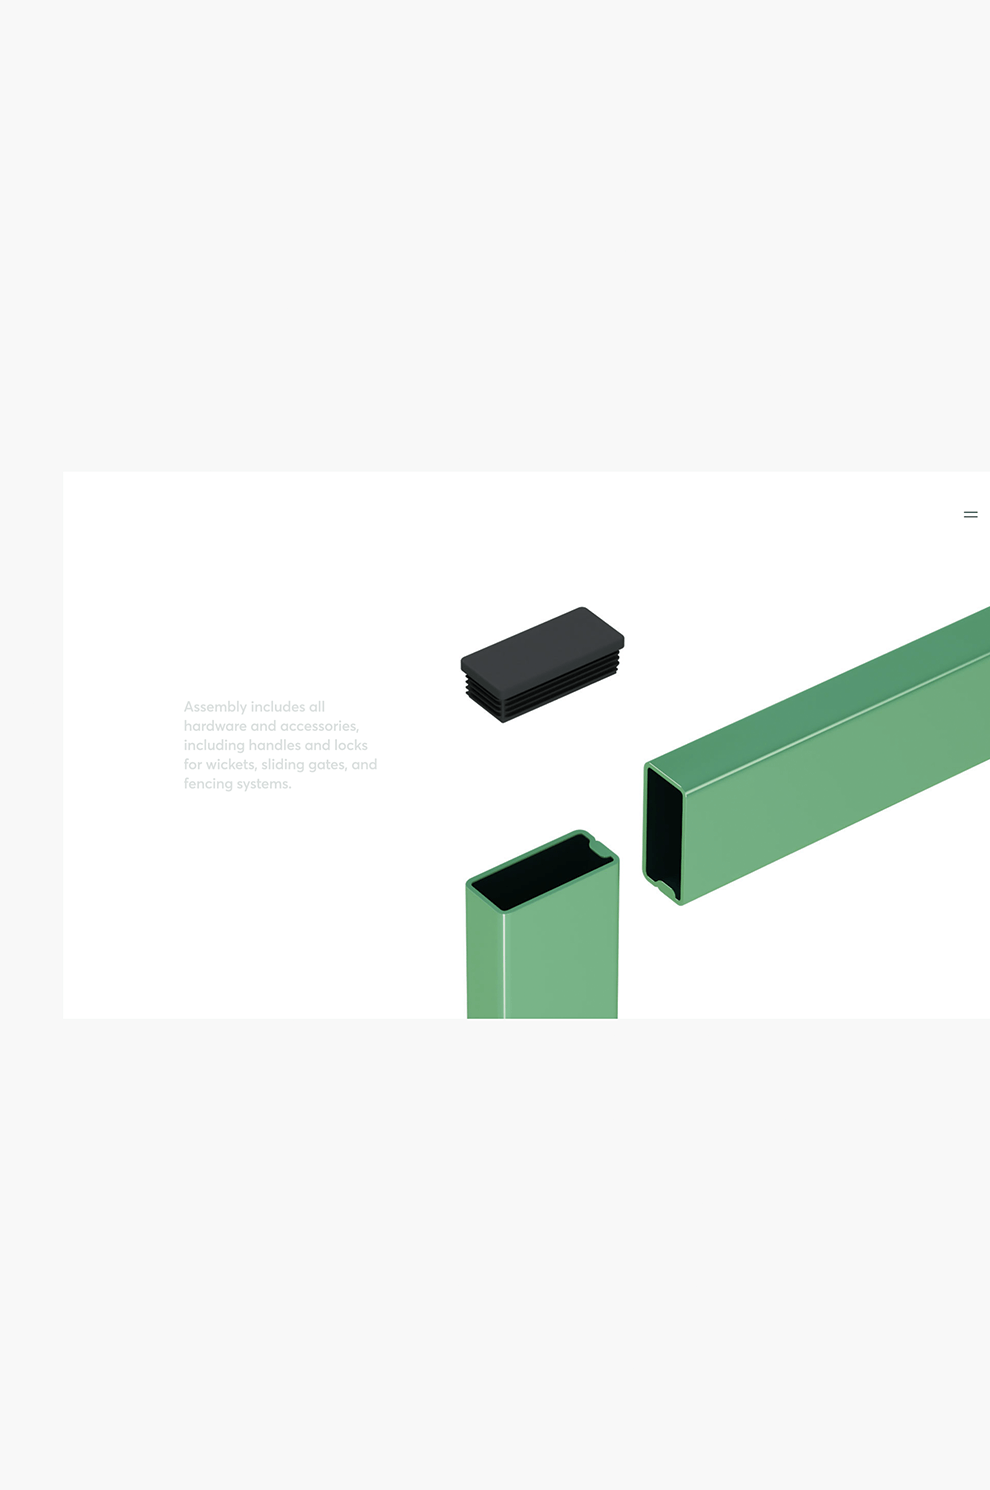 Assembly includes all
hardware and accessories,
including handles and locks
for wickets, sliding gates, and
fencing systems.